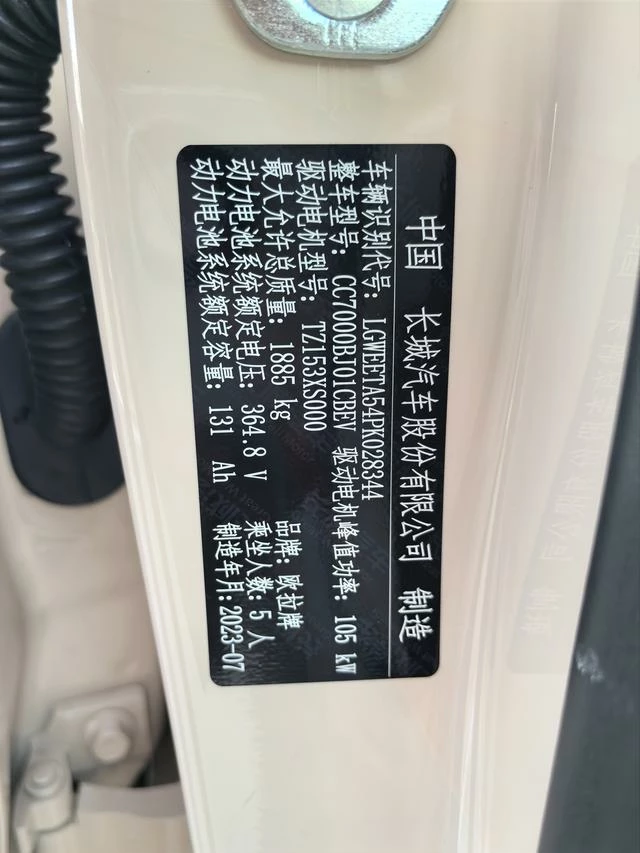 中国 长城汽车股份有限公司 制造
车辆识别代号: LGWEETA54PK028344
整车型号: CC7000BJ01CBEV 驱动电机峰值功率: 105 kW
驱动电机型号: TZ153XS000 品牌: 欧拉牌
最大允许总质量: 1885 kg 乘坐人数: 5 人
动力电池系统额定电压: 364.8 V 制造年月: 2023-07
动力电池系统额定容量: 131 Ah